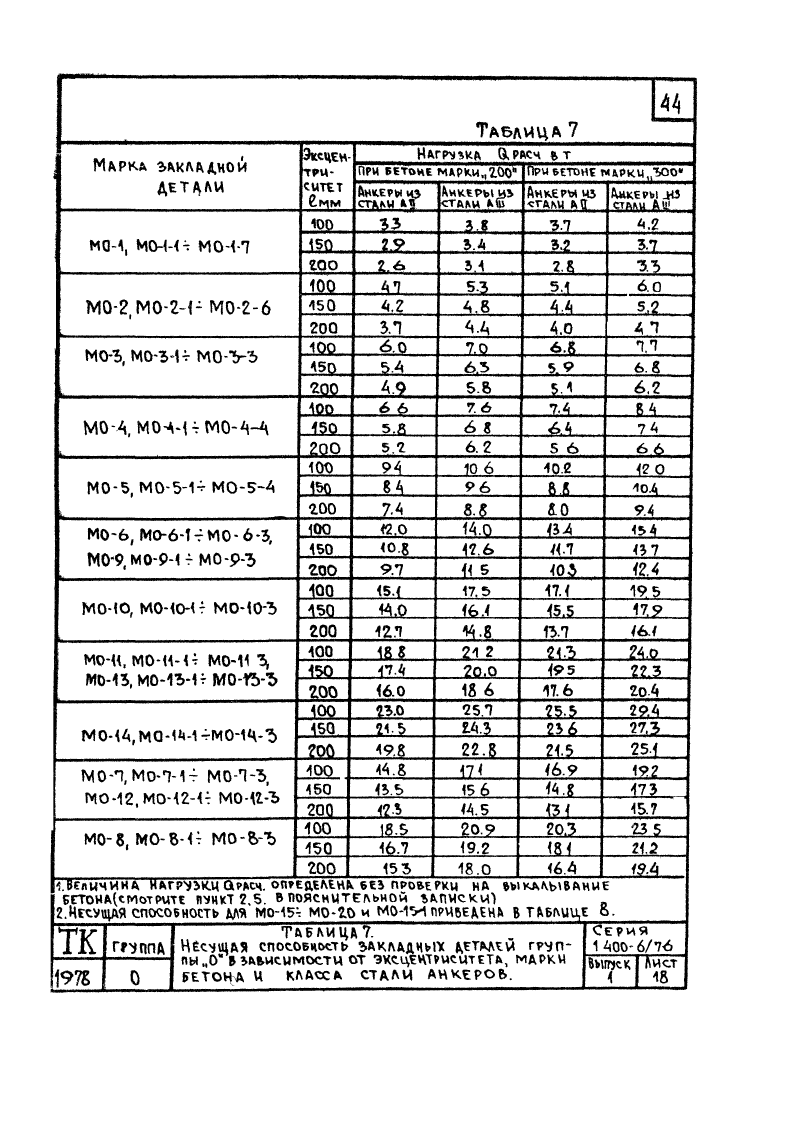 44
ТАБЛИЦА 7
МАРКА ЗАКЛАДНОЙ ДЕТАЛИ
ЭКСЦЕН-ТРИ-СИТЕТ ℓ мм
НАГРУЗКА Q РАСЧ В Т
ПРИ БЕТОНЕ МАРКИ „200" ПРИ БЕТОНЕ МАРКИ „300"
АНКЕРЫ ИЗ СТАЛИ А II АНКЕРЫ ИЗ СТАЛИ А III АНКЕРЫ ИЗ СТАЛИ А II АНКЕРЫ ИЗ СТАЛИ А III
МО-1, МО-1-1÷ МО-1-7
100 3.3 3.8 3.7 4.2
150 2.9 3.4 3.2 3.7
200 2.6 3.1 2.8 3.3
МО-2, МО-2-1÷ МО-2-6
100 4 7 5.3 5.1 6.0
150 4.2 4.8 4.4 5.2
200 3.7 4.4 4.0 4 7
МО-3, МО-3-1÷ МО-3-3
100 6.0 7.0 6.8 7.7
150 5.4 6.3 5.9 6.8
200 4.9 5.8 5.1 6.2
МО-4, МО-4-1÷ МО-4-4
100 6 6 7.6 7.4 8 4
150 5.8 6 8 6.4 7 4
200 5.2 6.2 5 6 6 6
МО-5, МО-5-1÷ МО-5-4
100 9 4 10 6 10.2 12 0
150 8 4 9 6 8.8 10.4
200 7.4 8.8 8.0 9.4
МО-6, МО-6-1÷ МО-6-3,
МО-9, МО-9-1÷ МО-9-3
100 12.0 14.0 13 4 15 4
150 10.8 12.6 11.7 13 7
200 9.7 11 5 10.3 12.4
МО-10, МО-10-1÷ МО-10-3
100 15.1 17.5 17.1 19.5
150 14.0 16.1 15.5 17.9
200 12.7 14.8 13.7 16.1
МО-11, МО-11-1÷ МО-11 3,
МО-13, МО-13-1÷ МО-13-3
100 18 8 21 2 21.3 24.0
150 17.4 20.0 19 5 22.3
200 16.0 18 6 17.6 20.4
МО-14, МО-14-1÷ МО-14-3
100 23.0 25.7 25.5 29.4
150 21.5 24.3 23 6 27.3
200 19.8 22.8 21.5 25.1
МО-7, МО-7-1÷ МО-7-3,
МО-12, МО-12-1÷ МО-12-3
100 14.8 17 1 16.9 19 2
150 13.5 15 6 14.8 17 3
200 12.3 14.5 13 1 15.7
МО-8, МО-8-1÷ МО-8-3
100 18.5 20.9 20.3 23 5
150 16.7 19.2 18 1 21.2
200 15 3 18.0 16.4 19.4
1. ВЕЛИЧИНА НАГРУЗКИ Q РАСЧ. ОПРЕДЕЛЕНА БЕЗ ПРОВЕРКИ НА ВЫКАЛЫВАНИЕ
БЕТОНА (СМОТРИТЕ ПУНКТ 2.5. В ПОЯСНИТЕЛЬНОЙ ЗАПИСКИ)
2. НЕСУЩАЯ СПОСОБНОСТЬ ДЛЯ МО-15÷ МО-20 И МО-15-1 ПРИВЕДЕНА В ТАБЛИЦЕ 8.
ТК
1978
ГРУППА
0
ТАБЛИЦА 7.
НЕСУЩАЯ СПОСОБНОСТЬ ЗАКЛАДНЫХ ДЕТАЛЕЙ ГРУП-
ПЫ „0" В ЗАВИСИМОСТИ ОТ ЭКСЦЕНТРИСИТЕТА, МАРКИ
БЕТОНА И КЛАССА СТАЛИ АНКЕРОВ.
СЕРИЯ
1 400-6/76
ВЫПУСК ЛИСТ
1 18